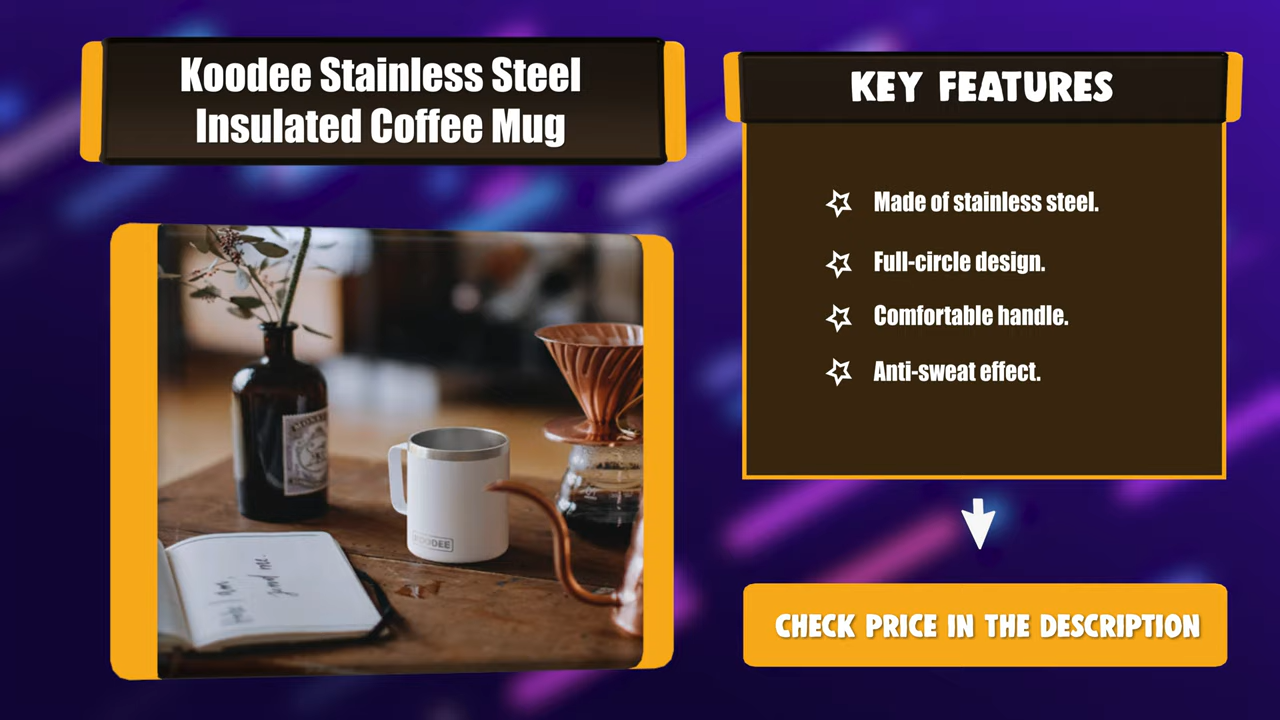 Koodee Stainless Steel
Insulated Coffee Mug
KEY FEATURES
Made of stainless steel.
Full-circle design.
Comfortable handle.
Anti-sweat effect.
CHECK PRICE IN THE DESCRIPTION
KOODEE